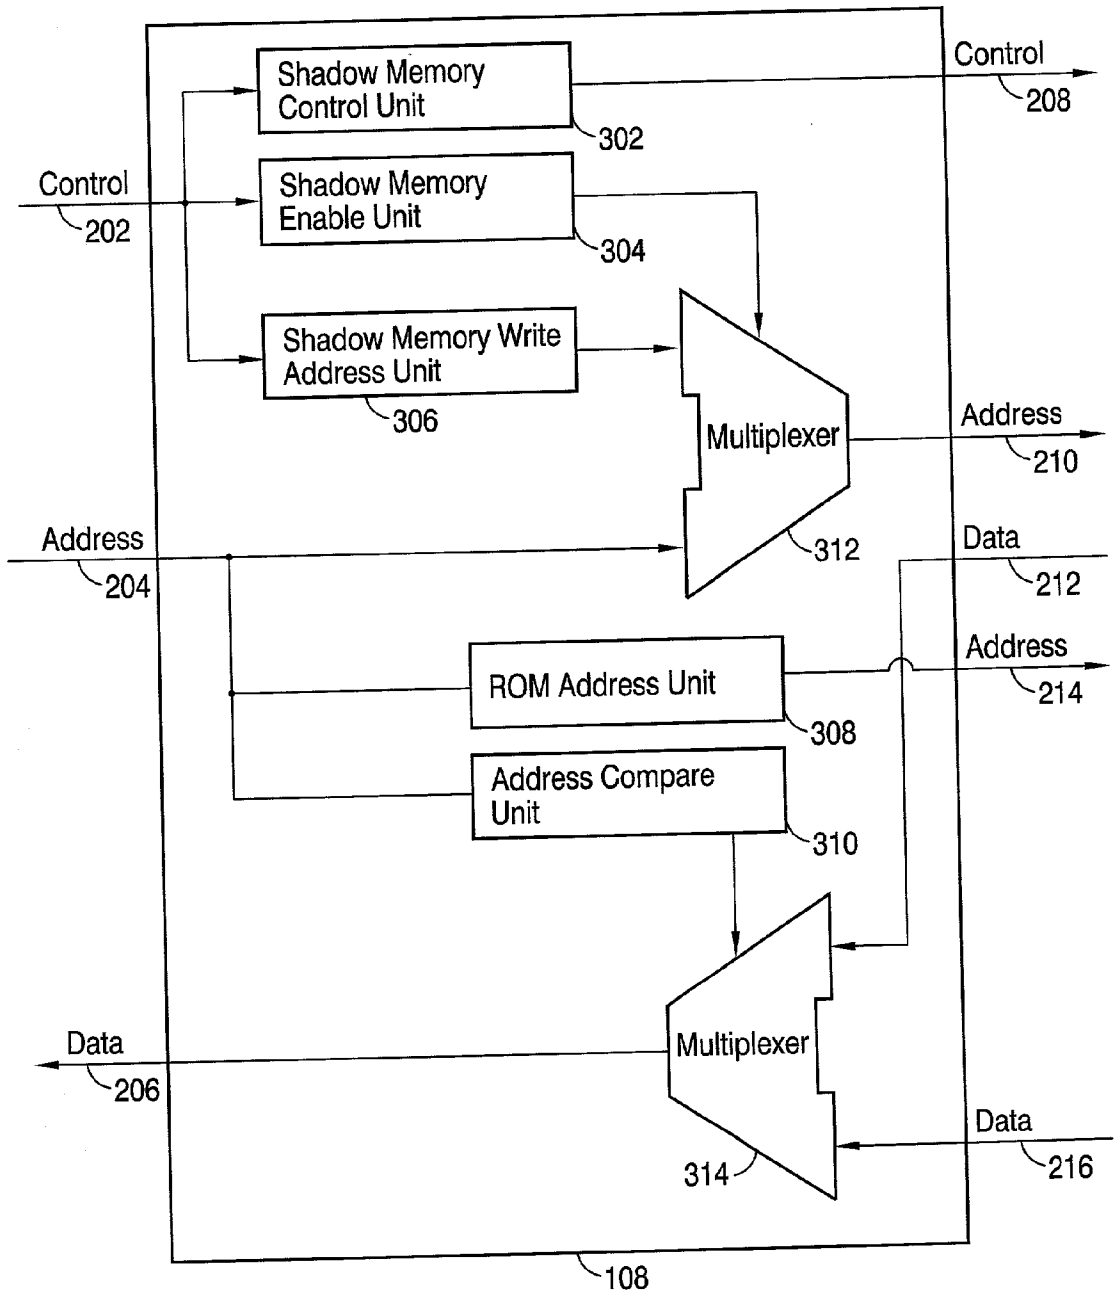 Shadow Memory
Control Unit
302
Control
208
Control
202
Shadow Memory
Enable Unit
304
Shadow Memory Write
Address Unit
306
Multiplexer
312
Address
210
Address
204
Data
212
ROM Address Unit
308
Address
214
Address Compare
Unit
310
Data
206
Multiplexer
314
Data
216
108